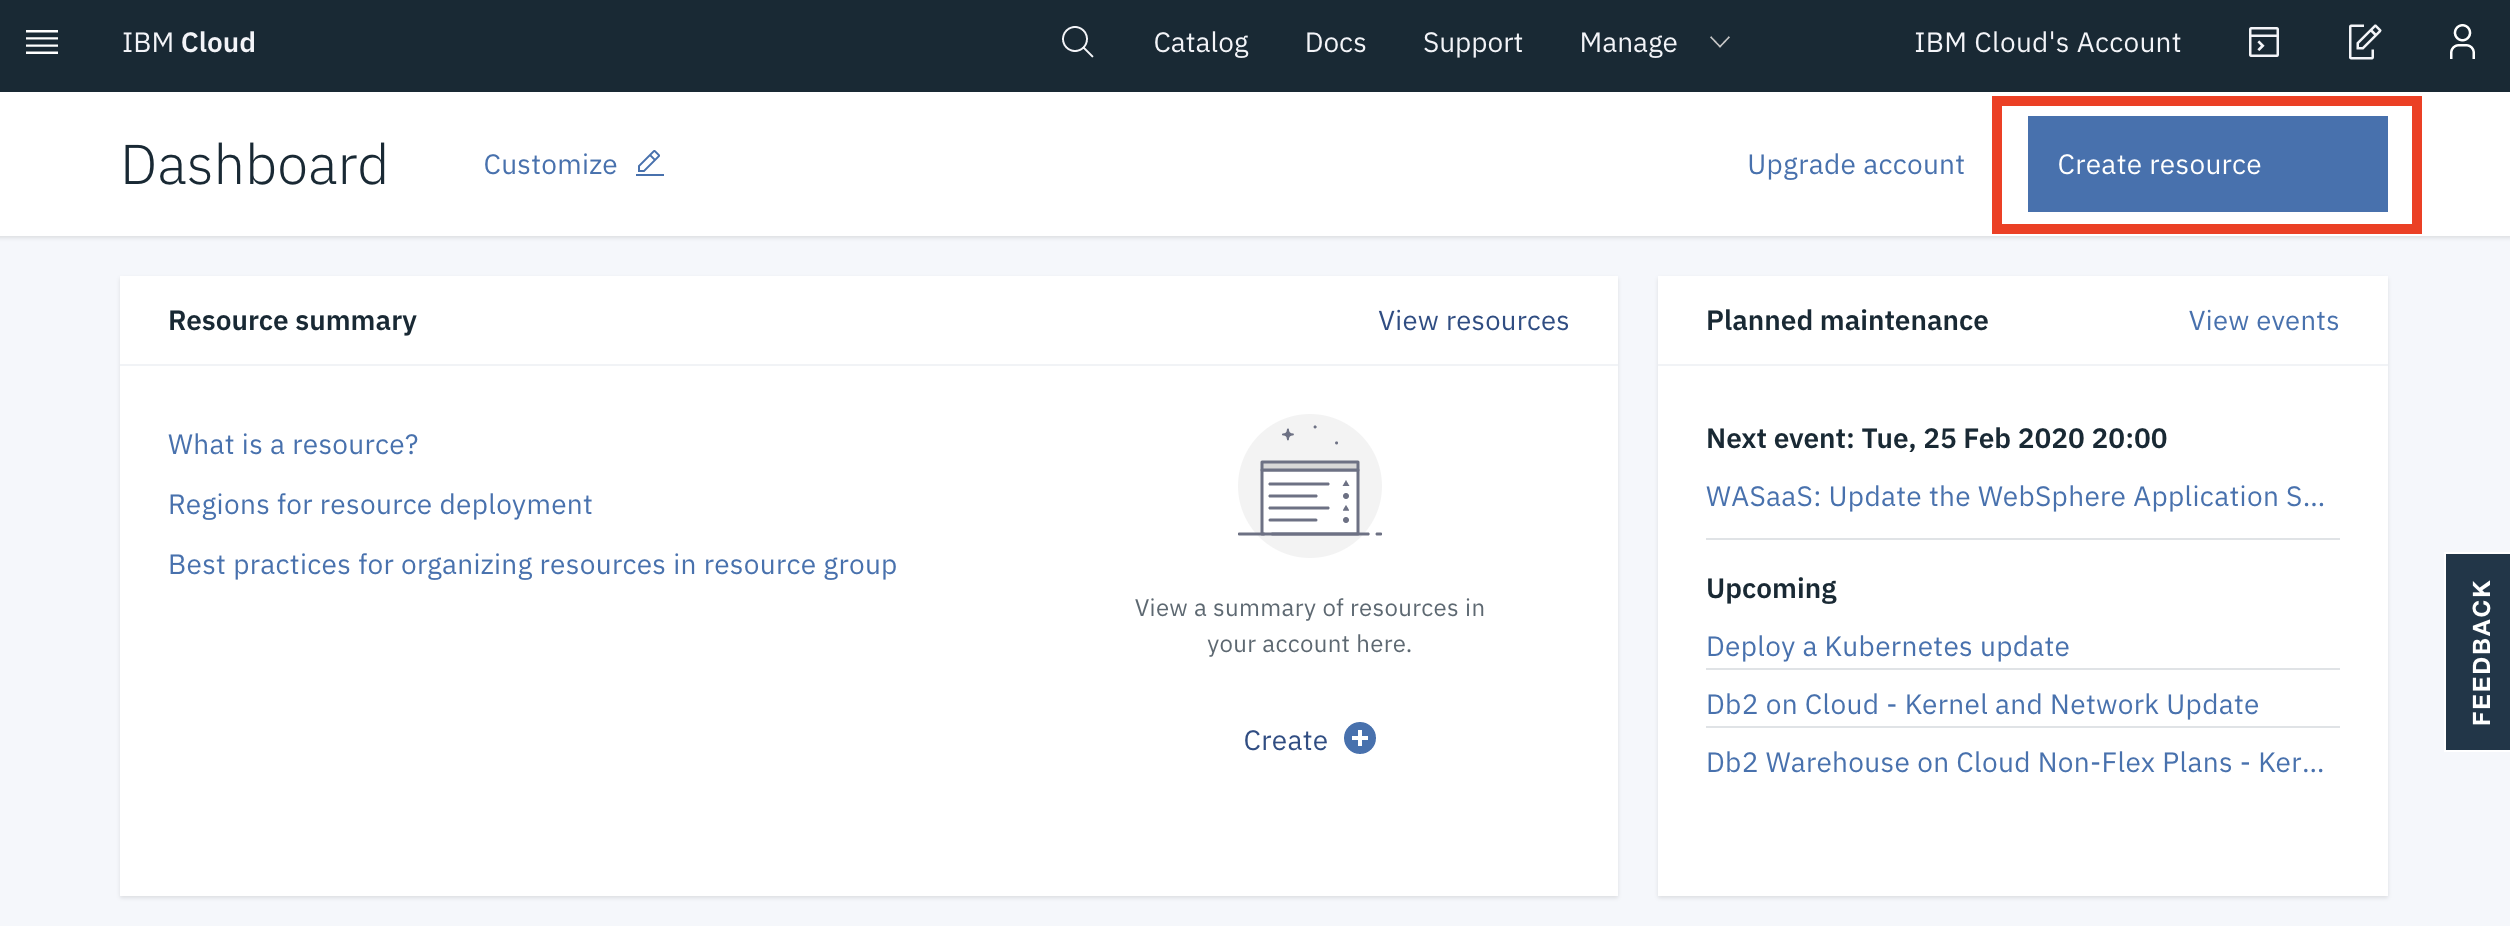 IBM Cloud
Catalog
Docs
Support
Manage
IBM Cloud's Account
Dashboard
Customize
Upgrade account
Create resource
Resource summary
View resources
What is a resource?
Regions for resource deployment
Best practices for organizing resources in resource group
View a summary of resources in
your account here.
Create
Planned maintenance
View events
Next event: Tue, 25 Feb 2020 20:00
WASaaS: Update the WebSphere Application S...
Upcoming
Deploy a Kubernetes update
Db2 on Cloud - Kernel and Network Update
Db2 Warehouse on Cloud Non-Flex Plans - Ker...
FEEDBACK